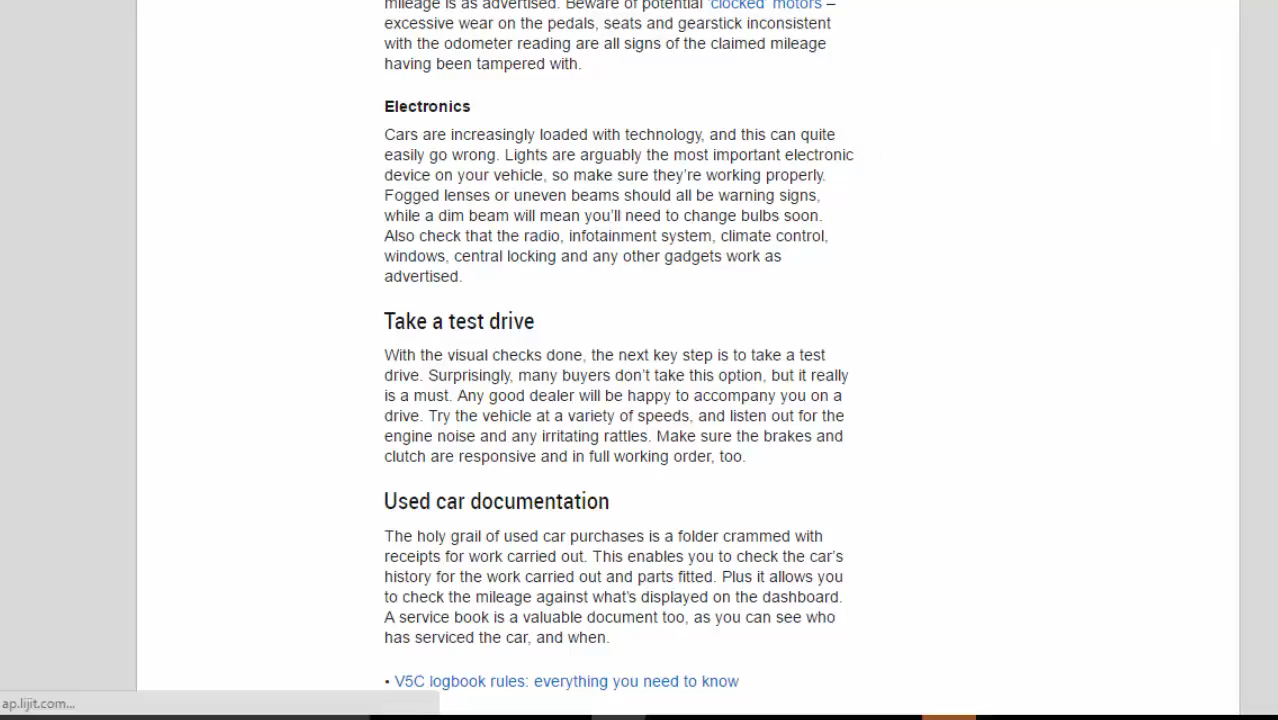 mileage is as advertised. Beware of potential 'clocked' motors –
excessive wear on the pedals, seats and gearstick inconsistent
with the odometer reading are all signs of the claimed mileage
having been tampered with.
Electronics
Cars are increasingly loaded with technology, and this can quite
easily go wrong. Lights are arguably the most important electronic
device on your vehicle, so make sure they’re working properly.
Fogged lenses or uneven beams should all be warning signs,
while a dim beam will mean you’ll need to change bulbs soon.
Also check that the radio, infotainment system, climate control,
windows, central locking and any other gadgets work as
advertised.
Take a test drive
With the visual checks done, the next key step is to take a test
drive. Surprisingly, many buyers don’t take this option, but it really
is a must. Any good dealer will be happy to accompany you on a
drive. Try the vehicle at a variety of speeds, and listen out for the
engine noise and any irritating rattles. Make sure the brakes and
clutch are responsive and in full working order, too.
Used car documentation
The holy grail of used car purchases is a folder crammed with
receipts for work carried out. This enables you to check the car’s
history for the work carried out and parts fitted. Plus it allows you
to check the mileage against what’s displayed on the dashboard.
A service book is a valuable document too, as you can see who
has serviced the car, and when.
• V5C logbook rules: everything you need to know
ap.lijit.com...